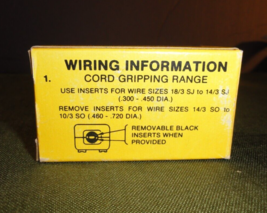 WIRING INFORMATION
1. CORD GRIPPING RANGE
USE INSERTS FOR WIRE SIZES 18/3 SJ to 14/3 SJ
(.300 - .450 DIA.)
REMOVE INSERTS FOR WIRE SIZES 14/3 SO to
10/3 SO (.460 - .720 DIA.)
REMOVABLE BLACK
INSERTS WHEN
PROVIDED